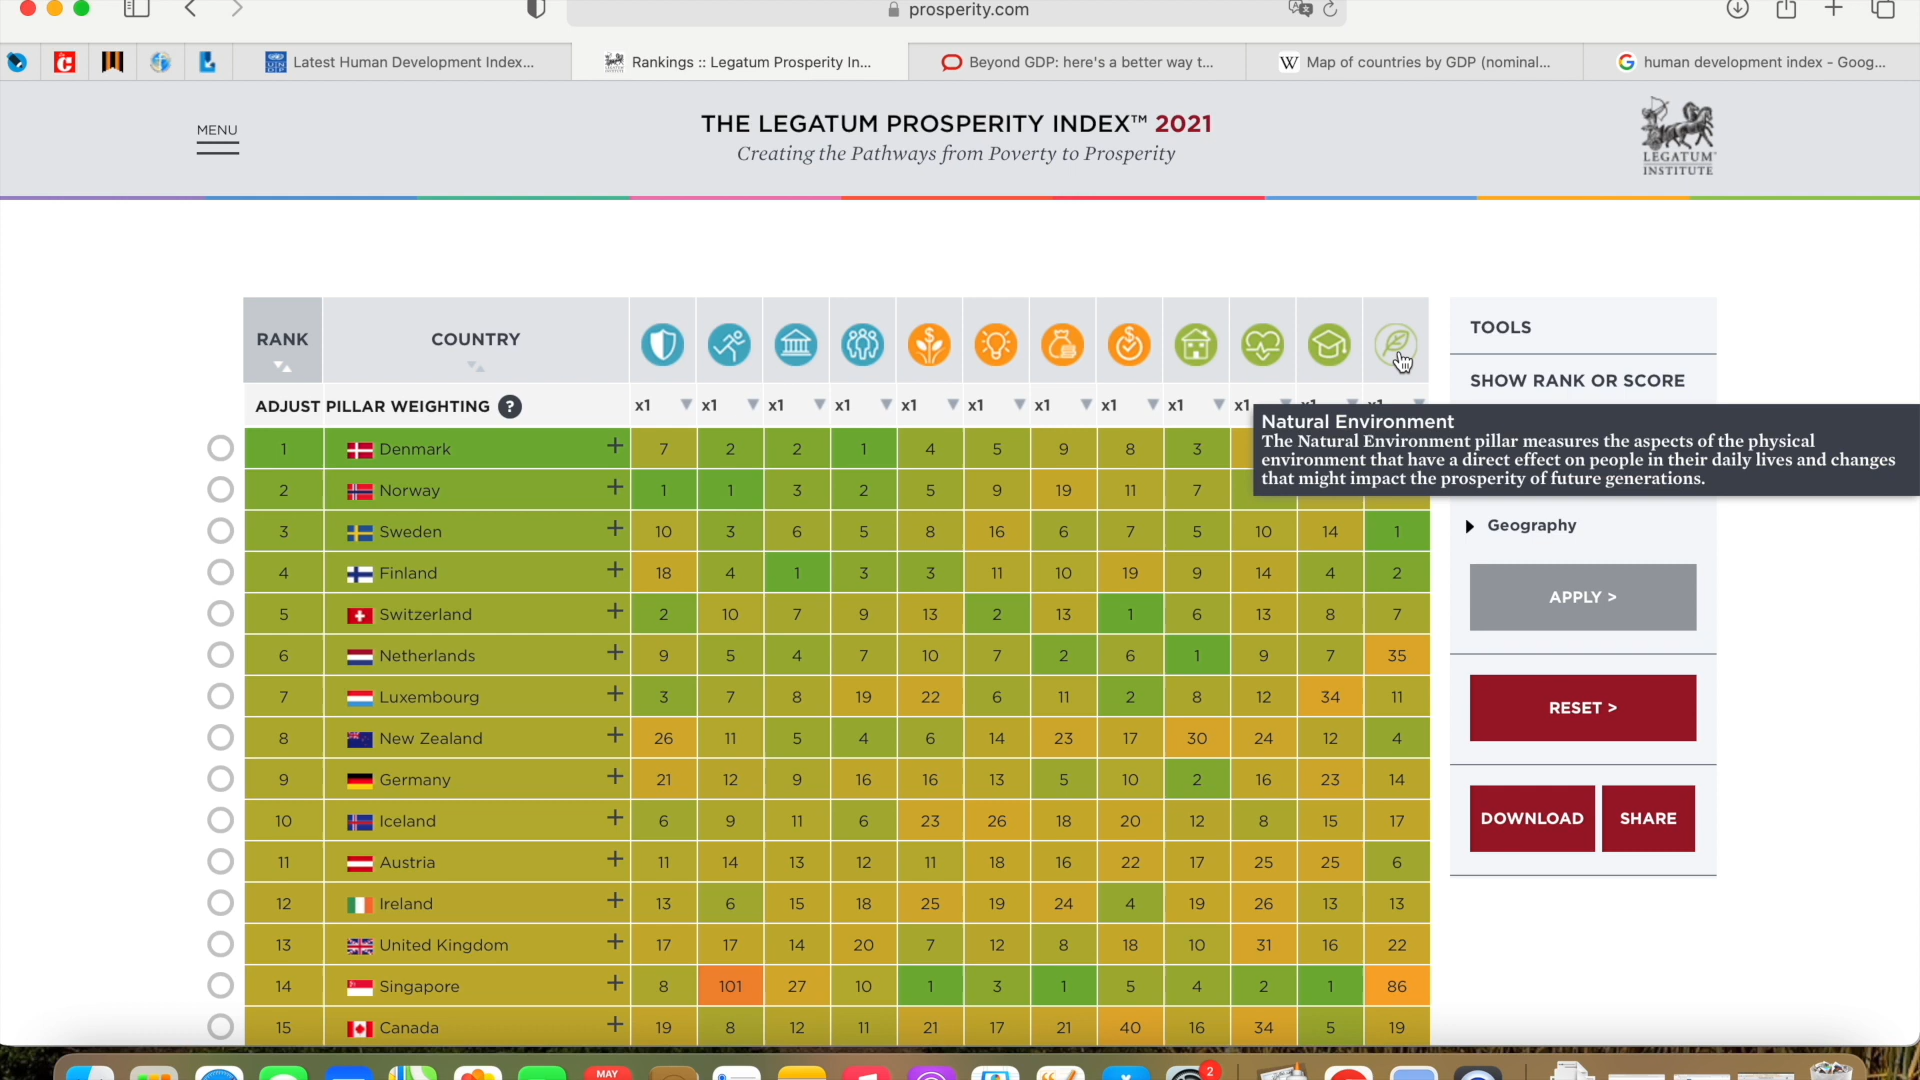 prosperity.com
Latest Human Development Index...
Rankings :: Legatum Prosperity In...
Beyond GDP: here's a better way t...
W Map of countries by GDP (nominal...
G human development index - Goog...
MENU
THE LEGATUM PROSPERITY INDEX™ 2021
Creating the Pathways from Poverty to Prosperity
LEGATUM
INSTITUTE
RANK COUNTRY
ADJUST PILLAR WEIGHTING ? x1 x1 x1 x1 x1 x1 x1 x1 x1 x1 x1 x1
1 Denmark + 7 2 2 1 4 5 9 8 3
2 Norway + 1 1 3 2 5 9 19 11 7
3 Sweden + 10 3 6 5 8 16 6 7 5 10 14 1
4 Finland + 18 4 1 3 3 11 10 19 9 14 4 2
5 Switzerland + 2 10 7 9 13 2 13 1 6 13 8 7
6 Netherlands + 9 5 4 7 10 7 2 6 1 9 7 35
7 Luxembourg + 3 7 8 19 22 6 11 2 8 12 34 11
8 New Zealand + 26 11 5 4 6 14 23 17 30 24 12 4
9 Germany + 21 12 9 16 16 13 5 10 2 16 23 14
10 Iceland + 6 9 11 6 23 26 18 20 12 8 15 17
11 Austria + 11 14 13 12 11 18 16 22 17 25 25 6
12 Ireland + 13 6 15 18 25 19 24 4 19 26 13 13
13 United Kingdom + 17 17 14 20 7 12 8 18 10 31 16 22
14 Singapore + 8 101 27 10 1 3 1 5 4 2 1 86
15 Canada + 19 8 12 11 21 17 21 40 16 34 5 19
TOOLS
SHOW RANK OR SCORE
Natural Environment
The Natural Environment pillar measures the aspects of the physical
environment that have a direct effect on people in their daily lives and changes
that might impact the prosperity of future generations.
Geography
APPLY >
RESET >
DOWNLOAD
SHARE
MAY
2